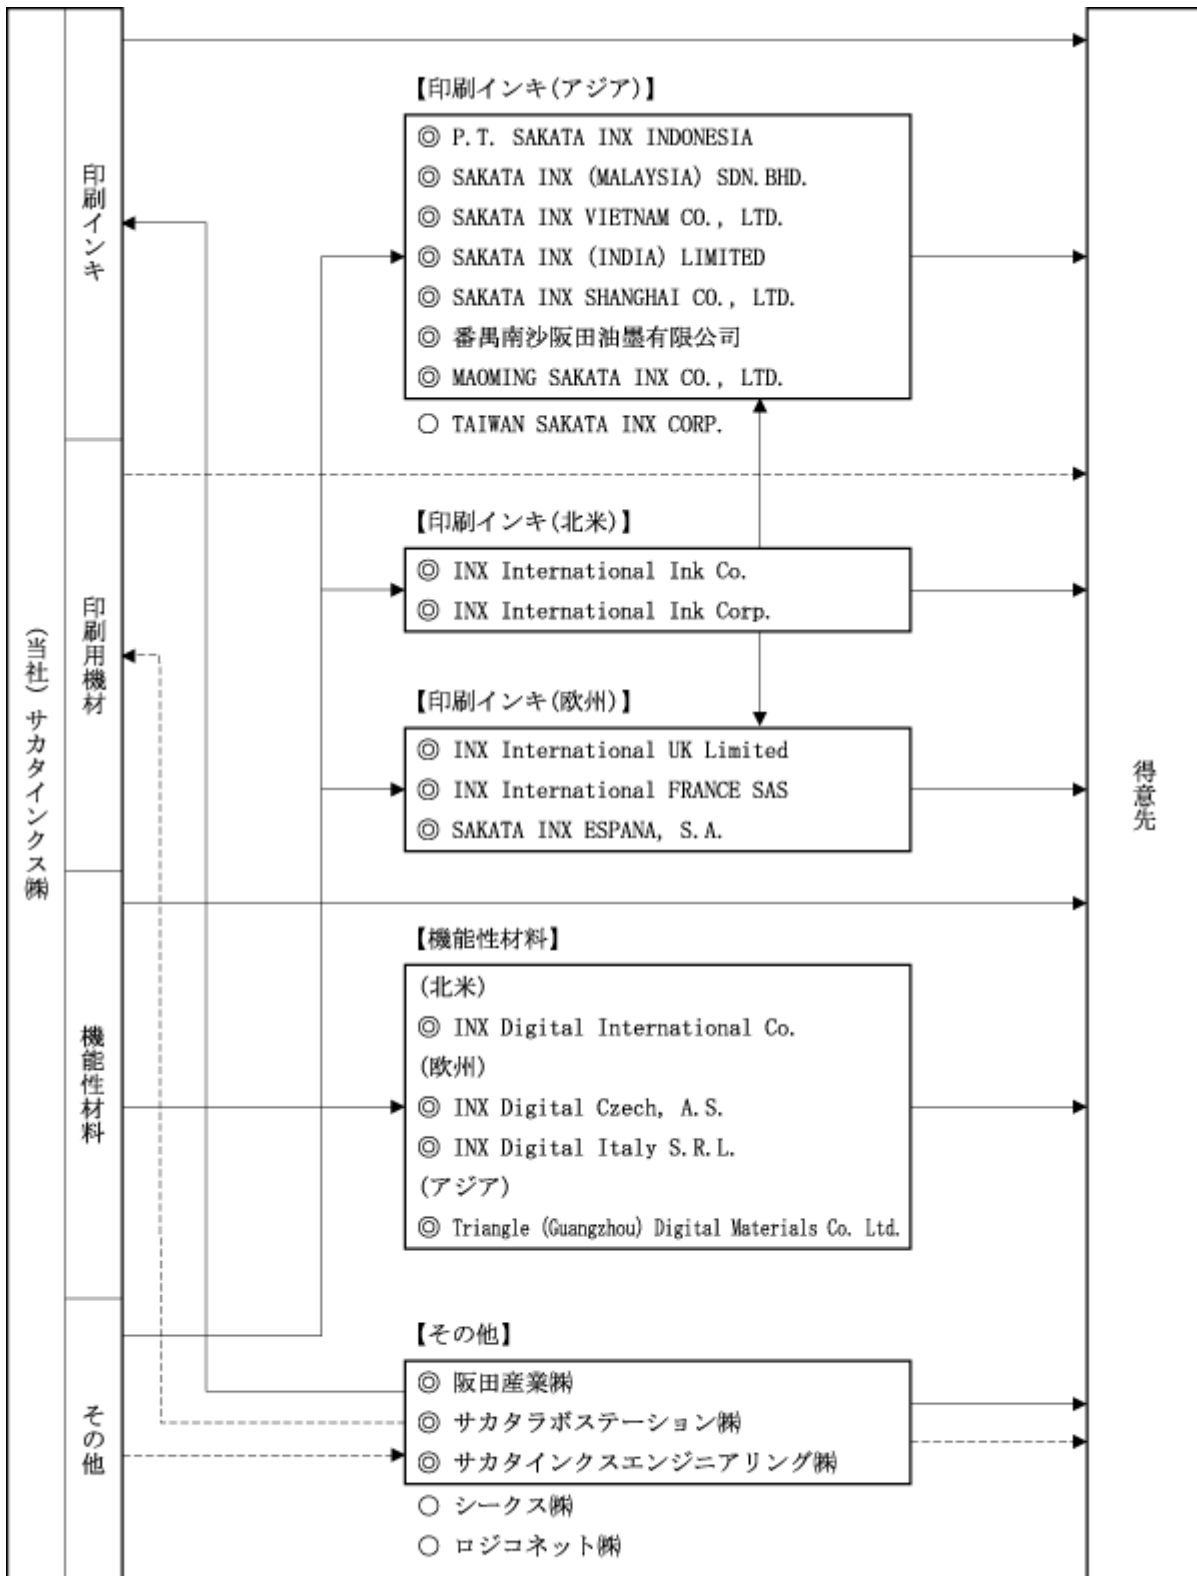 (当社)サカタインクス㈱
印刷インキ
印刷用機材
機能性材料
その他
【印刷インキ(アジア)】
◎ P.T. SAKATA INX INDONESIA
◎ SAKATA INX (MALAYSIA) SDN.BHD.
◎ SAKATA INX VIETNAM CO., LTD.
◎ SAKATA INX (INDIA) LIMITED
◎ SAKATA INX SHANGHAI CO., LTD.
◎ 番禺南沙阪田油墨有限公司
◎ MAOMING SAKATA INX CO., LTD.
○ TAIWAN SAKATA INX CORP.
【印刷インキ(北米)】
◎ INX International Ink Co.
◎ INX International Ink Corp.
【印刷インキ(欧州)】
◎ INX International UK Limited
◎ INX International FRANCE SAS
◎ SAKATA INX ESPANA, S.A.
【機能性材料】
(北米)
◎ INX Digital International Co.
(欧州)
◎ INX Digital Czech, A.S.
◎ INX Digital Italy S.R.L.
(アジア)
◎ Triangle (Guangzhou) Digital Materials Co. Ltd.
【その他】
◎ 阪田産業㈱
◎ サカタラボステーション㈱
◎ サカタインクスエンジニアリング㈱
○ シークス㈱
○ ロジコネット㈱
得意先